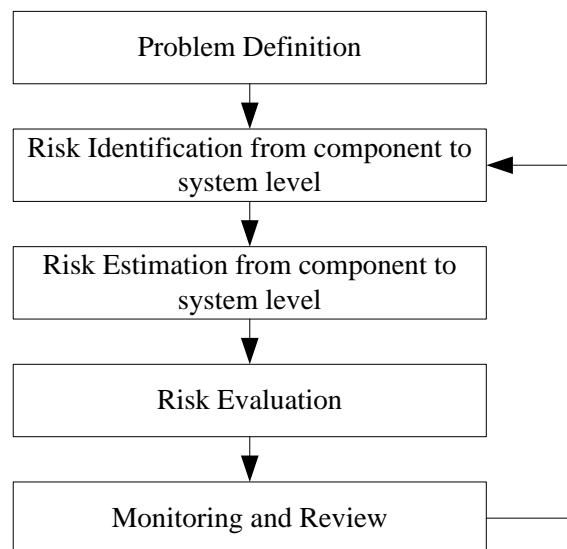 Problem Definition
Risk Identification from component to
system level
Risk Estimation from component to
system level
Risk Evaluation
Monitoring and Review